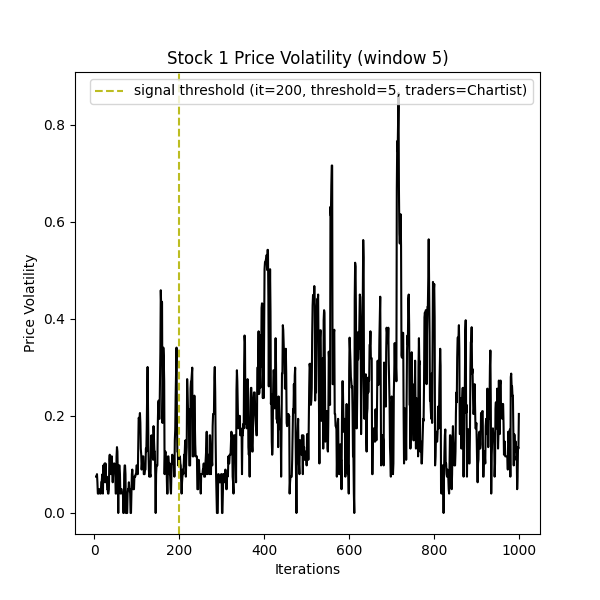 Stock 1 Price Volatility (window 5)
signal threshold (it=200, threshold=5, traders=Chartist)
0.8
0.6
0.4
0.2
0.0
Price Volatility
0
200
400
600
800
1000
Iterations